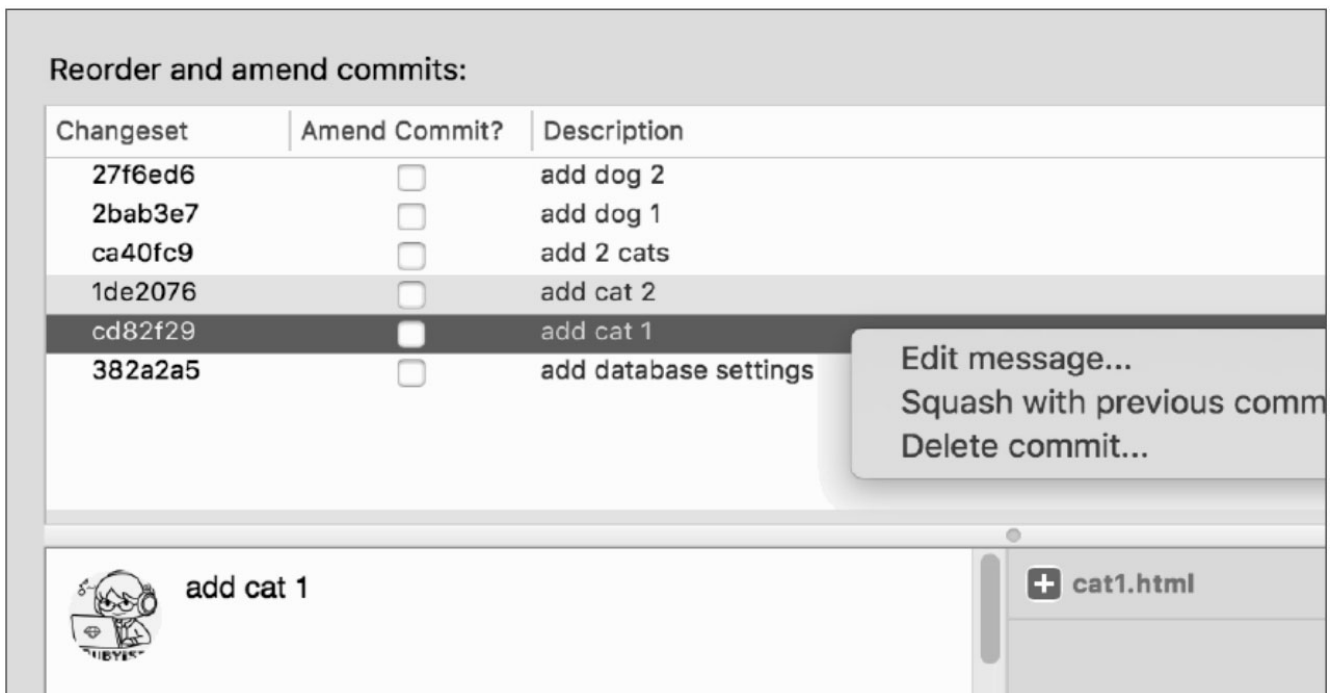 Reorder and amend commits:
Changeset Amend Commit? Description
27f6ed6 add dog 2
2bab3e7 add dog 1
ca40fc9 add 2 cats
1de2076 add cat 2
cd82f29 add cat 1
382a2a5 add database settings
Edit message...
Squash with previous comm
Delete commit...
add cat 1
cat1.html